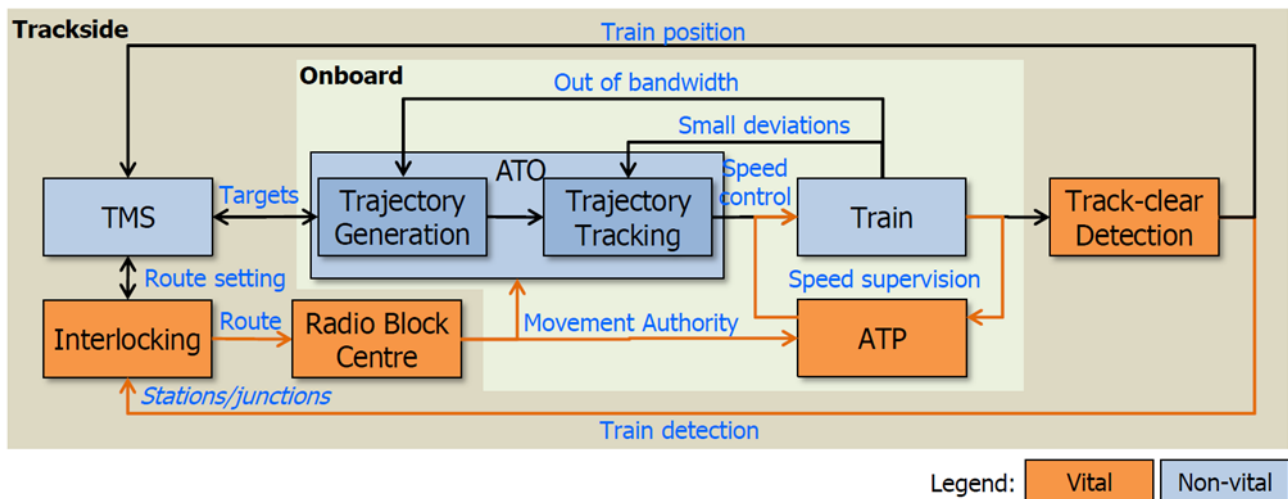 Trackside
Train position
Onboard
Out of bandwidth
Small deviations
ATO
Speed
control
TMS
Targets
Trajectory
Generation
Trajectory
Tracking
Train
Track-clear
Detection
Route setting
Speed supervision
Interlocking
Route
Radio Block
Centre
Movement Authority
ATP
Stations/junctions
Train detection
Legend:
Vital
Non-vital